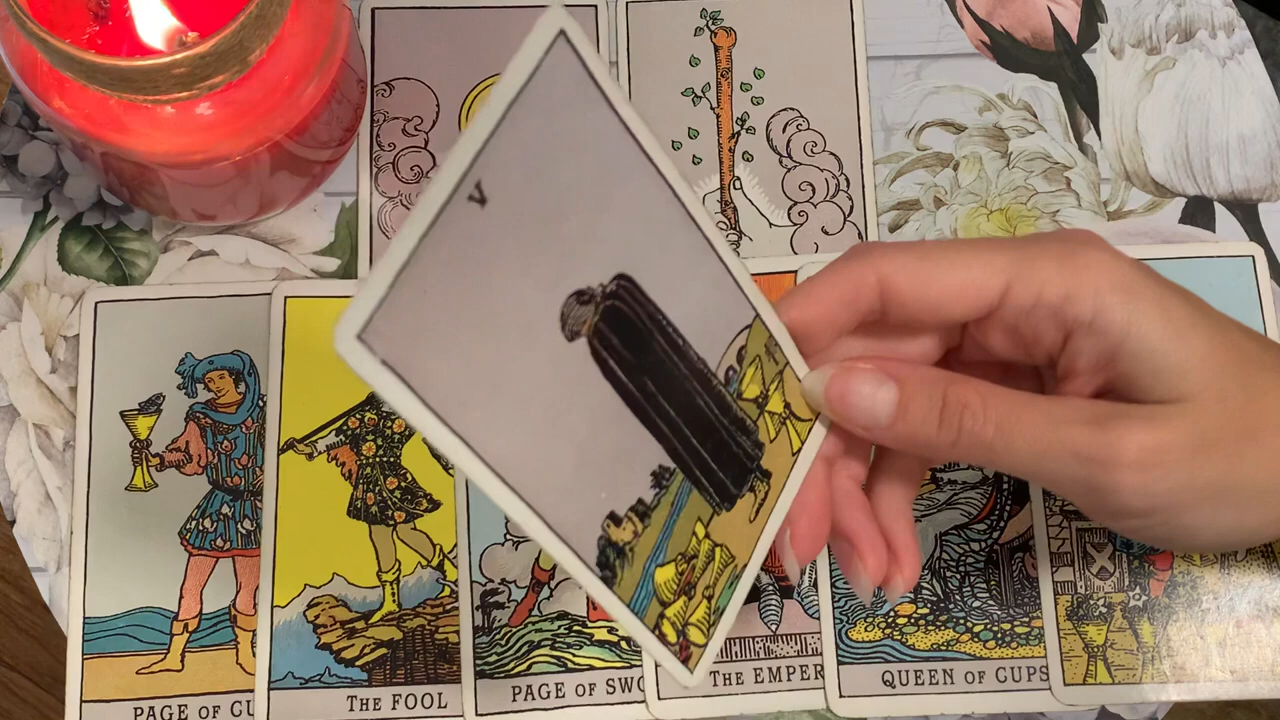 V
PAGE OF CU
THE FOOL
PAGE OF SWO
THE EMPER
QUEEN OF CUPS